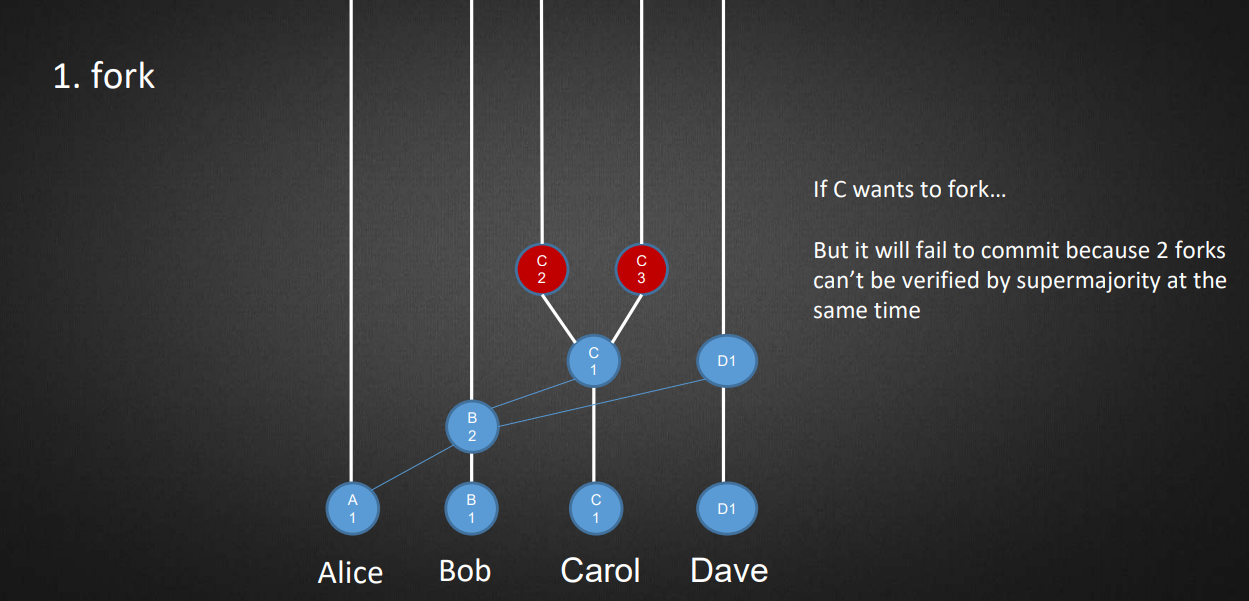 1. fork
If C wants to fork...
But it will fail to commit because 2 forks
can't be verified by supermajority at the
same time
C
2
C
3
C
1
D1
B
2
A
1
B
1
C
1
D1
Alice
Bob
Carol
Dave